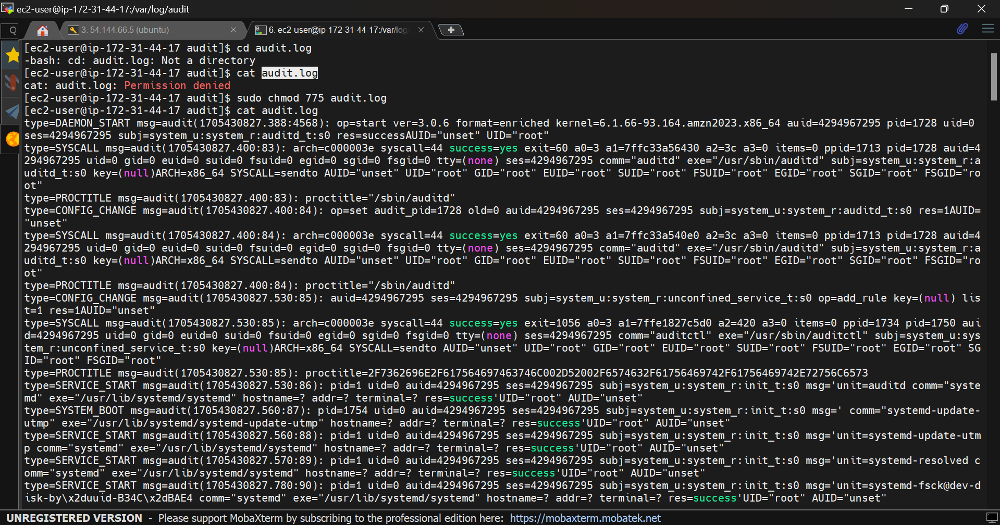 ec2-user@ip-172-31-44-17:/var/log/audit
3. 54.144.66.5 (ubuntu)
6. ec2-user@ip-172-31-44-17:/var/log
[ec2-user@ip-172-31-44-17 audit]$ cd audit.log
-bash: cd: audit.log: Not a directory
[ec2-user@ip-172-31-44-17 audit]$ cat audit.log
cat: audit.log: Permission denied
[ec2-user@ip-172-31-44-17 audit]$ sudo chmod 775 audit.log
[ec2-user@ip-172-31-44-17 audit]$ cat audit.log
type=DAEMON_START msg=audit(1705430827.388:4568): op=start ver=3.0.6 format=enriched kernel=6.1.66-93.164.amzn2023.x86_64 auid=4294967295 pid=1728 uid=0
ses=4294967295 subj=system_u:system_r:auditd_t:s0 res=successAUID="unset" UID="root"
type=SYSCALL msg=audit(1705430827.400:83): arch=c000003e syscall=44 success=yes exit=60 a0=3 a1=7ffc33a56430 a2=3c a3=0 items=0 ppid=1713 pid=1728 auid=4
294967295 uid=0 gid=0 euid=0 suid=0 fsuid=0 egid=0 sgid=0 fsgid=0 tty=(none) ses=4294967295 comm="auditd" exe="/usr/sbin/auditd" subj=system_u:system_r:a
uditd_t:s0 key=(null)ARCH=x86_64 SYSCALL=sendto AUID="unset" UID="root" GID="root" EUID="root" SUID="root" FSUID="root" EGID="root" SGID="root" FSGID="ro
ot"
type=PROCTITLE msg=audit(1705430827.400:83): proctitle="/sbin/auditd"
type=CONFIG_CHANGE msg=audit(1705430827.400:84): op=set audit_pid=1728 old=0 auid=4294967295 ses=4294967295 subj=system_u:system_r:auditd_t:s0 res=1AUID=
"unset"
type=SYSCALL msg=audit(1705430827.400:84): arch=c000003e syscall=44 success=yes exit=60 a0=3 a1=7ffc33a540e0 a2=3c a3=0 items=0 ppid=1713 pid=1728 auid=4
294967295 uid=0 gid=0 euid=0 suid=0 fsuid=0 egid=0 sgid=0 fsgid=0 tty=(none) ses=4294967295 comm="auditd" exe="/usr/sbin/auditd" subj=system_u:system_r:a
uditd_t:s0 key=(null)ARCH=x86_64 SYSCALL=sendto AUID="unset" UID="root" GID="root" EUID="root" SUID="root" FSUID="root" EGID="root" SGID="root" FSGID="ro
ot"
type=PROCTITLE msg=audit(1705430827.400:84): proctitle="/sbin/auditd"
type=CONFIG_CHANGE msg=audit(1705430827.530:85): auid=4294967295 ses=4294967295 subj=system_u:system_r:unconfined_service_t:s0 op=add_rule key=(null) lis
t=1 res=1AUID="unset"
type=SYSCALL msg=audit(1705430827.530:85): arch=c000003e syscall=44 success=yes exit=1056 a0=3 a1=7ffe1827c5d0 a2=420 a3=0 items=0 ppid=1734 pid=1750 aui
d=4294967295 uid=0 gid=0 euid=0 suid=0 fsuid=0 egid=0 sgid=0 fsgid=0 tty=(none) ses=4294967295 comm="auditctl" exe="/usr/sbin/auditctl" subj=system_u:sys
tem_r:unconfined_service_t:s0 key=(null)ARCH=x86_64 SYSCALL=sendto AUID="unset" UID="root" GID="root" EUID="root" SUID="root" FSUID="root" EGID="root" SG
ID="root" FSGID="root"
type=PROCTITLE msg=audit(1705430827.530:85): proctitle=2F7362696E2F617564697463746C002D52002F6574632F61756469742F61756469742E72756C6573
type=SERVICE_START msg=audit(1705430827.530:86): pid=1 uid=0 auid=4294967295 ses=4294967295 subj=system_u:system_r:init_t:s0 msg='unit=auditd comm="syste
md" exe="/usr/lib/systemd/systemd" hostname=? addr=? terminal=? res=success'UID="root" AUID="unset"
type=SYSTEM_BOOT msg=audit(1705430827.560:87): pid=1754 uid=0 auid=4294967295 ses=4294967295 subj=system_u:system_r:init_t:s0 msg=' comm="systemd-update-
utmp" exe="/usr/lib/systemd/systemd-update-utmp" hostname=? addr=? terminal=? res=success'UID="root" AUID="unset"
type=SERVICE_START msg=audit(1705430827.560:88): pid=1 uid=0 auid=4294967295 ses=4294967295 subj=system_u:system_r:init_t:s0 msg='unit=systemd-update-utm
p comm="systemd" exe="/usr/lib/systemd/systemd" hostname=? addr=? terminal=? res=success'UID="root" AUID="unset"
type=SERVICE_START msg=audit(1705430827.570:89): pid=1 uid=0 auid=4294967295 ses=4294967295 subj=system_u:system_r:init_t:s0 msg='unit=systemd-resolved c
omm="systemd" exe="/usr/lib/systemd/systemd" hostname=? addr=? terminal=? res=success'UID="root" AUID="unset"
type=SERVICE_START msg=audit(1705430827.780:90): pid=1 uid=0 auid=4294967295 ses=4294967295 subj=system_u:system_r:init_t:s0 msg='unit=systemd-fsck@dev-d
isk-by\x2duuid-B34C\x2dBAE4 comm="systemd" exe="/usr/lib/systemd/systemd" hostname=? addr=? terminal=? res=success'UID="root" AUID="unset"
UNREGISTERED VERSION - Please support MobaXterm by subscribing to the professional edition here: https://mobaxterm.mobatek.net